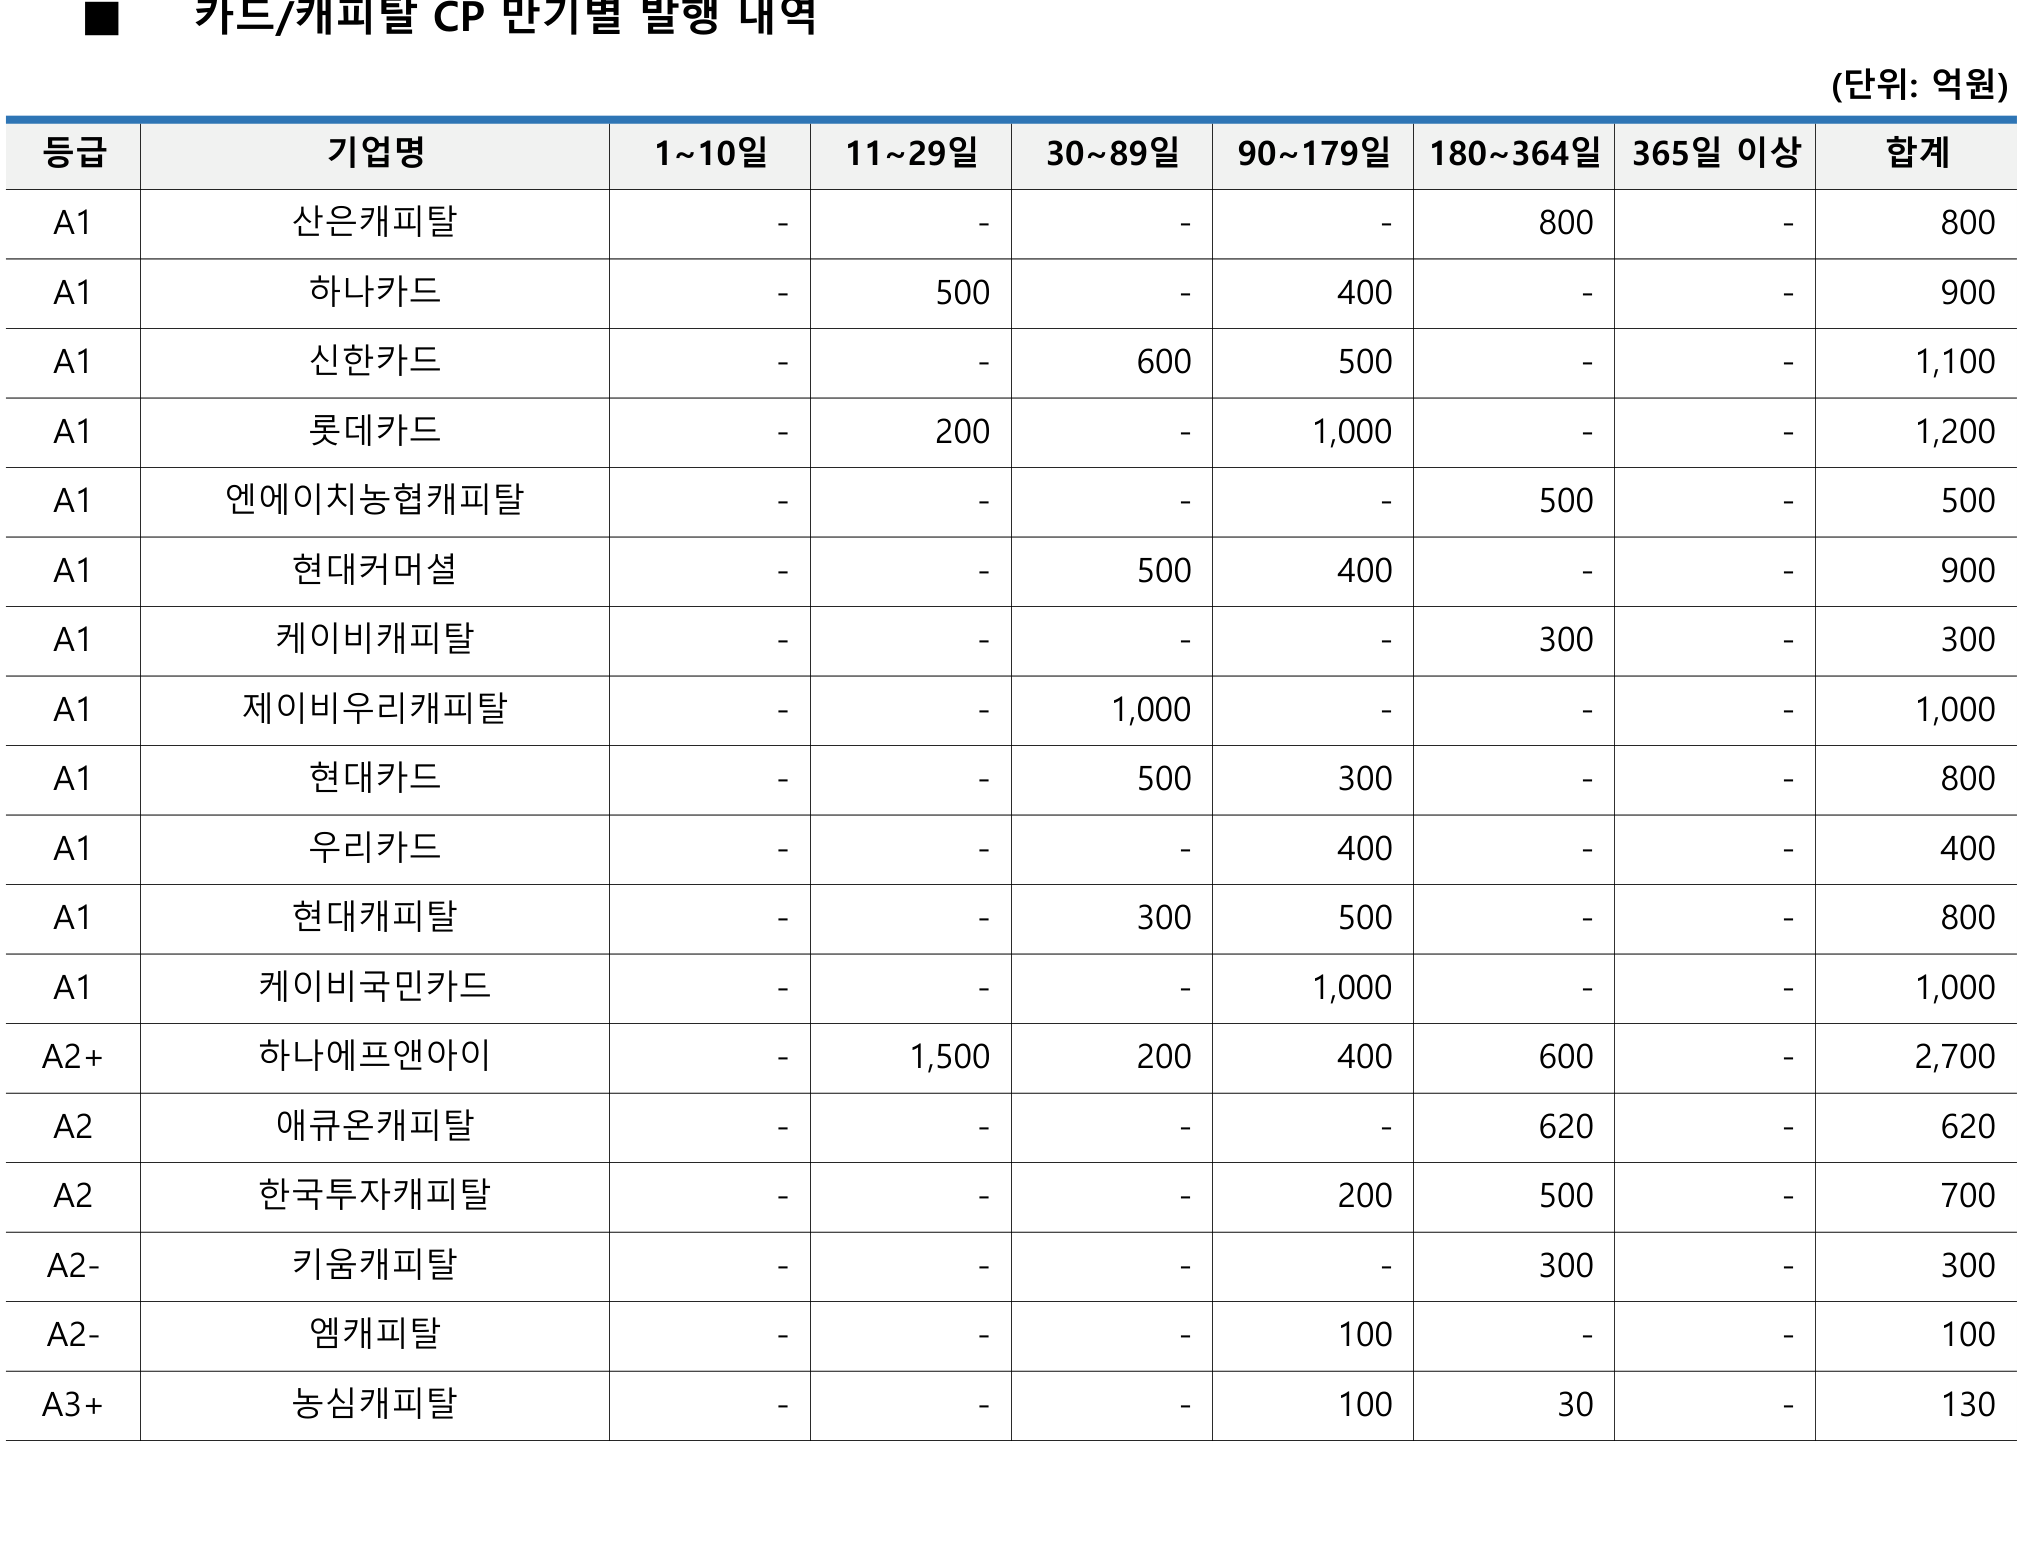 ■ 카드/캐피탈 CP 만기별 발행 내역
(단위: 억원)
등급 기업명 1~10일 11~29일 30~89일 90~179일 180~364일 365일 이상 합계
A1 산은캐피탈 - - - - 800 - 800
A1 하나카드 - 500 - 400 - - 900
A1 신한카드 - - 600 500 - - 1,100
A1 롯데카드 - 200 - 1,000 - - 1,200
A1 엔에이치농협캐피탈 - - - - 500 - 500
A1 현대커머셜 - - 500 400 - - 900
A1 케이비캐피탈 - - - - 300 - 300
A1 제이비우리캐피탈 - - 1,000 - - - 1,000
A1 현대카드 - - 500 300 - - 800
A1 우리카드 - - - 400 - - 400
A1 현대캐피탈 - - 300 500 - - 800
A1 케이비국민카드 - - - 1,000 - - 1,000
A2+ 하나에프앤아이 - 1,500 200 400 600 - 2,700
A2 애큐온캐피탈 - - - - 620 - 620
A2 한국투자캐피탈 - - - 200 500 - 700
A2- 키움캐피탈 - - - - 300 - 300
A2- 엠캐피탈 - - - 100 - - 100
A3+ 농심캐피탈 - - - 100 30 - 130